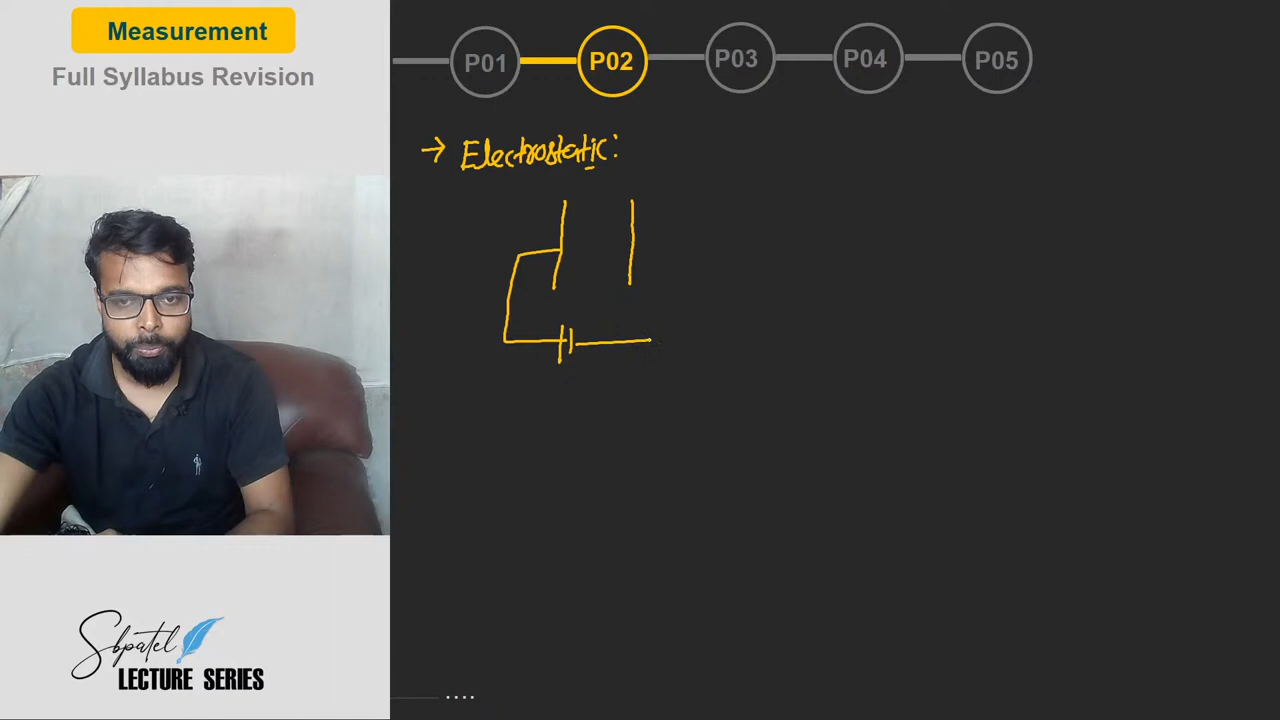 Measurement
Full Syllabus Revision
P01 P02 P03 P04 P05
→ Electrostatic:
Sbpatel
LECTURE SERIES
....